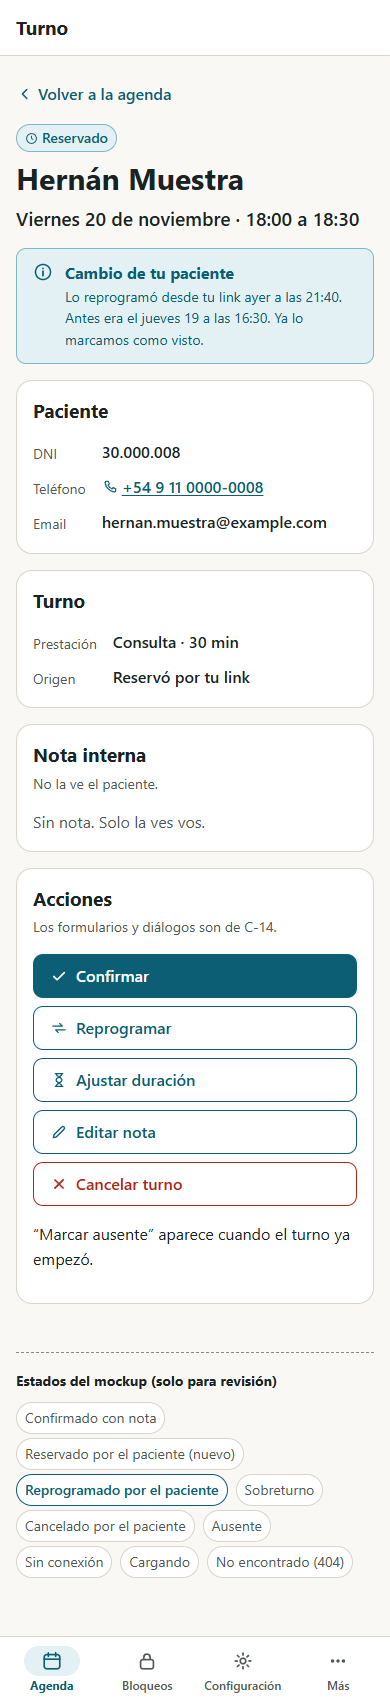 Turno
Volver a la agenda
Reservado
Hernán Muestra
Viernes 20 de noviembre · 18:00 a 18:30
Cambio de tu paciente
Lo reprogramó desde tu link ayer a las 21:40.
Antes era el jueves 19 a las 16:30. Ya lo
marcamos como visto.
Paciente
DNI 30.000.008
Teléfono +54 9 11 0000-0008
Email hernan.muestra@example.com
Turno
Prestación Consulta · 30 min
Origen Reservó por tu link
Nota interna
No la ve el paciente.
Sin nota. Solo la ves vos.
Acciones
Los formularios y diálogos son de C-14.
Confirmar
Reprogramar
Ajustar duración
Editar nota
Cancelar turno
“Marcar ausente” aparece cuando el turno ya
empezó.
Estados del mockup (solo para revisión)
Confirmado con nota
Reservado por el paciente (nuevo)
Reprogramado por el paciente Sobreturno
Cancelado por el paciente Ausente
Sin conexión Cargando No encontrado (404)
Agenda Bloqueos Configuración Más